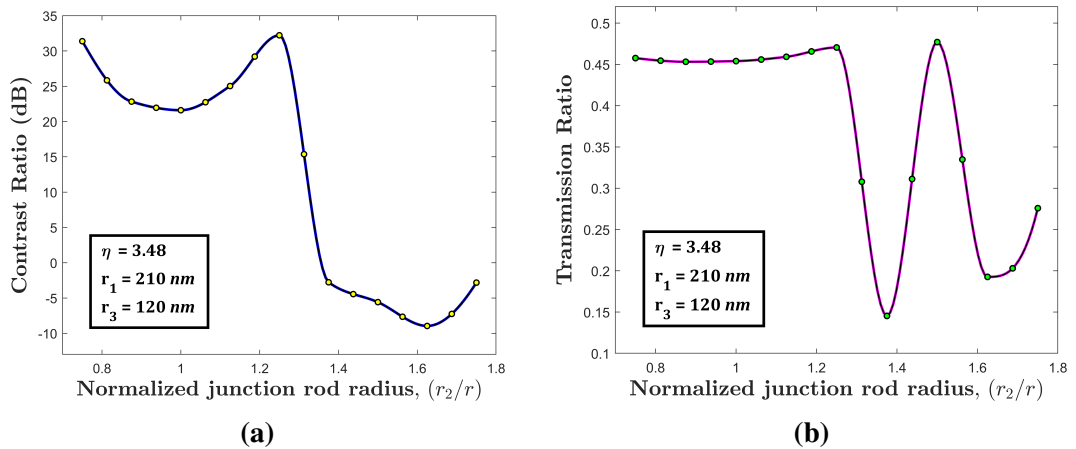 35
30
25
20
15
10
5
0
-5
-10
0.8 1 1.2 1.4 1.6 1.8
Contrast Ratio (dB)
Normalized junction rod radius, (r₂/r)
η = 3.48
r₁ = 210 nm
r₃ = 120 nm
(a)
0.5
0.45
0.4
0.35
0.3
0.25
0.2
0.15
0.1
0.8 1 1.2 1.4 1.6 1.8
Transmission Ratio
Normalized junction rod radius, (r₂/r)
η = 3.48
r₁ = 210 nm
r₃ = 120 nm
(b)